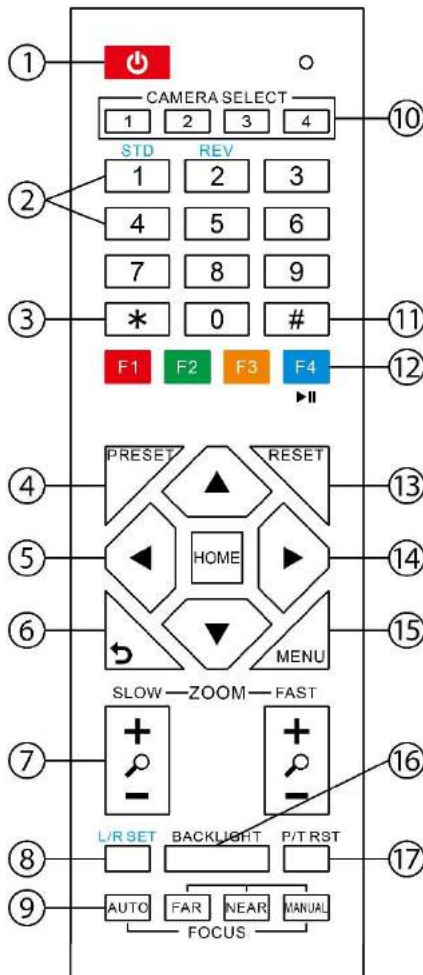 ①
CAMERA SELECT
1 2 3 4 ⑩
STD REV
② 1 2 3
4 5 6
7 8 9
③ * 0 # ⑪
F1 F2 F3 F4 ⑫
PRESET RESET
④ ⑬
⑤ HOME ⑭
⑥ MENU ⑮
SLOW ZOOM FAST
+ +
⑦ ⑯
− −
L/R SET BACKLIGHT P/T RST
⑧ ⑰
⑨ AUTO FAR NEAR MANUAL
FOCUS